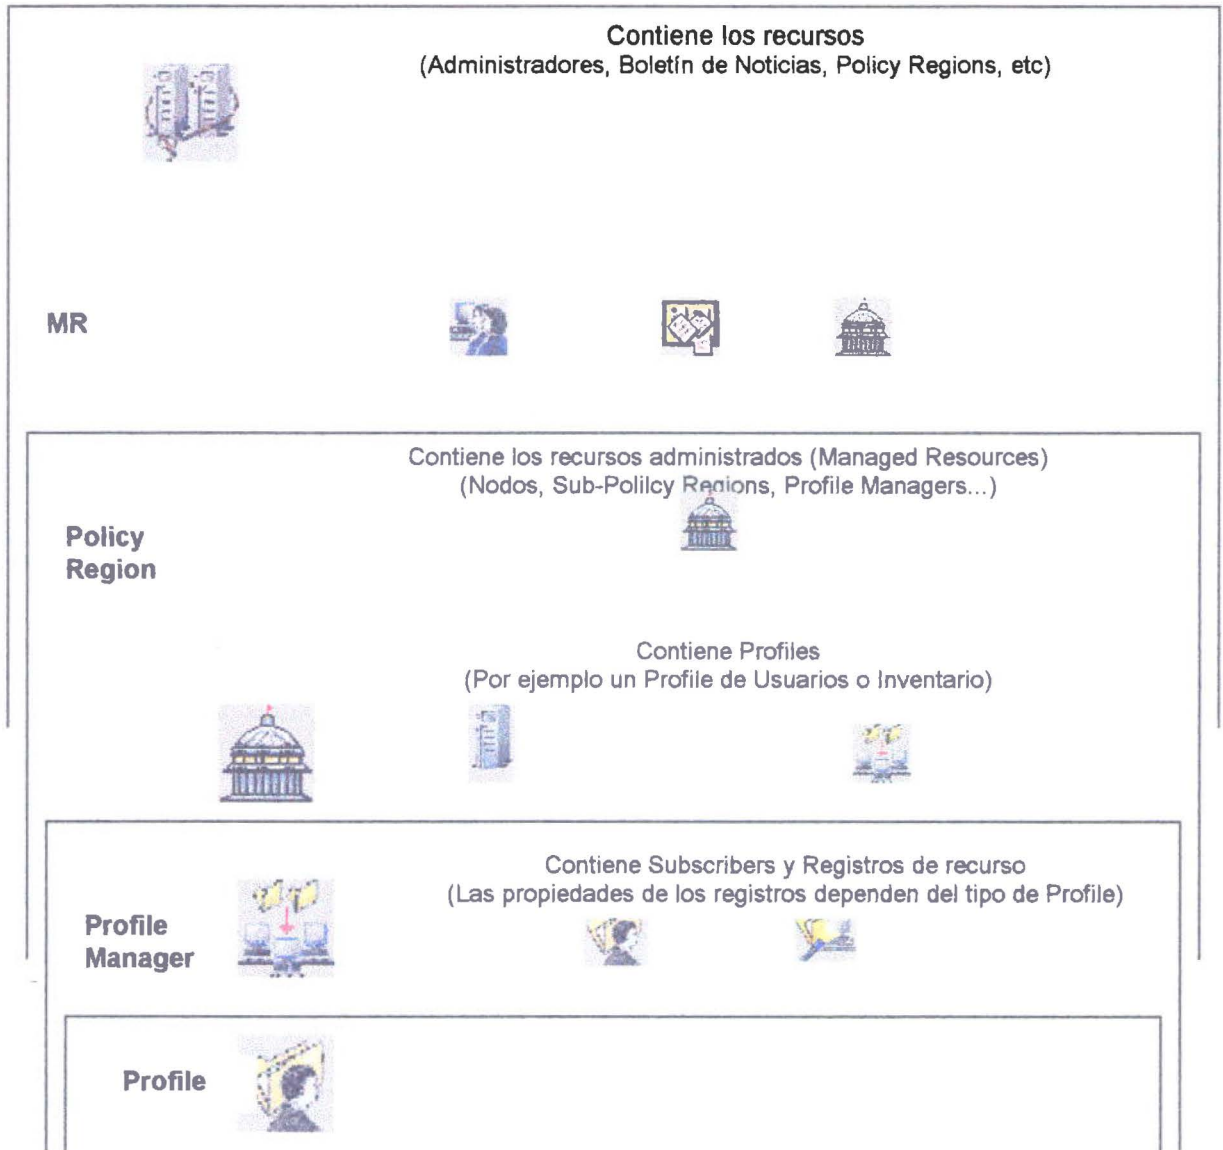 Contiene los recursos
(Administradores, Boletín de Noticias, Policy Regions, etc)
MR
Contiene los recursos administrados (Managed Resources)
(Nodos, Sub-Polilcy Regions, Profile Managers...)
Policy
Region
Contiene Profiles
(Por ejemplo un Profile de Usuarios o Inventario)
Contiene Subscribers y Registros de recurso
(Las propiedades de los registros dependen del tipo de Profile)
Profile
Manager
Profile